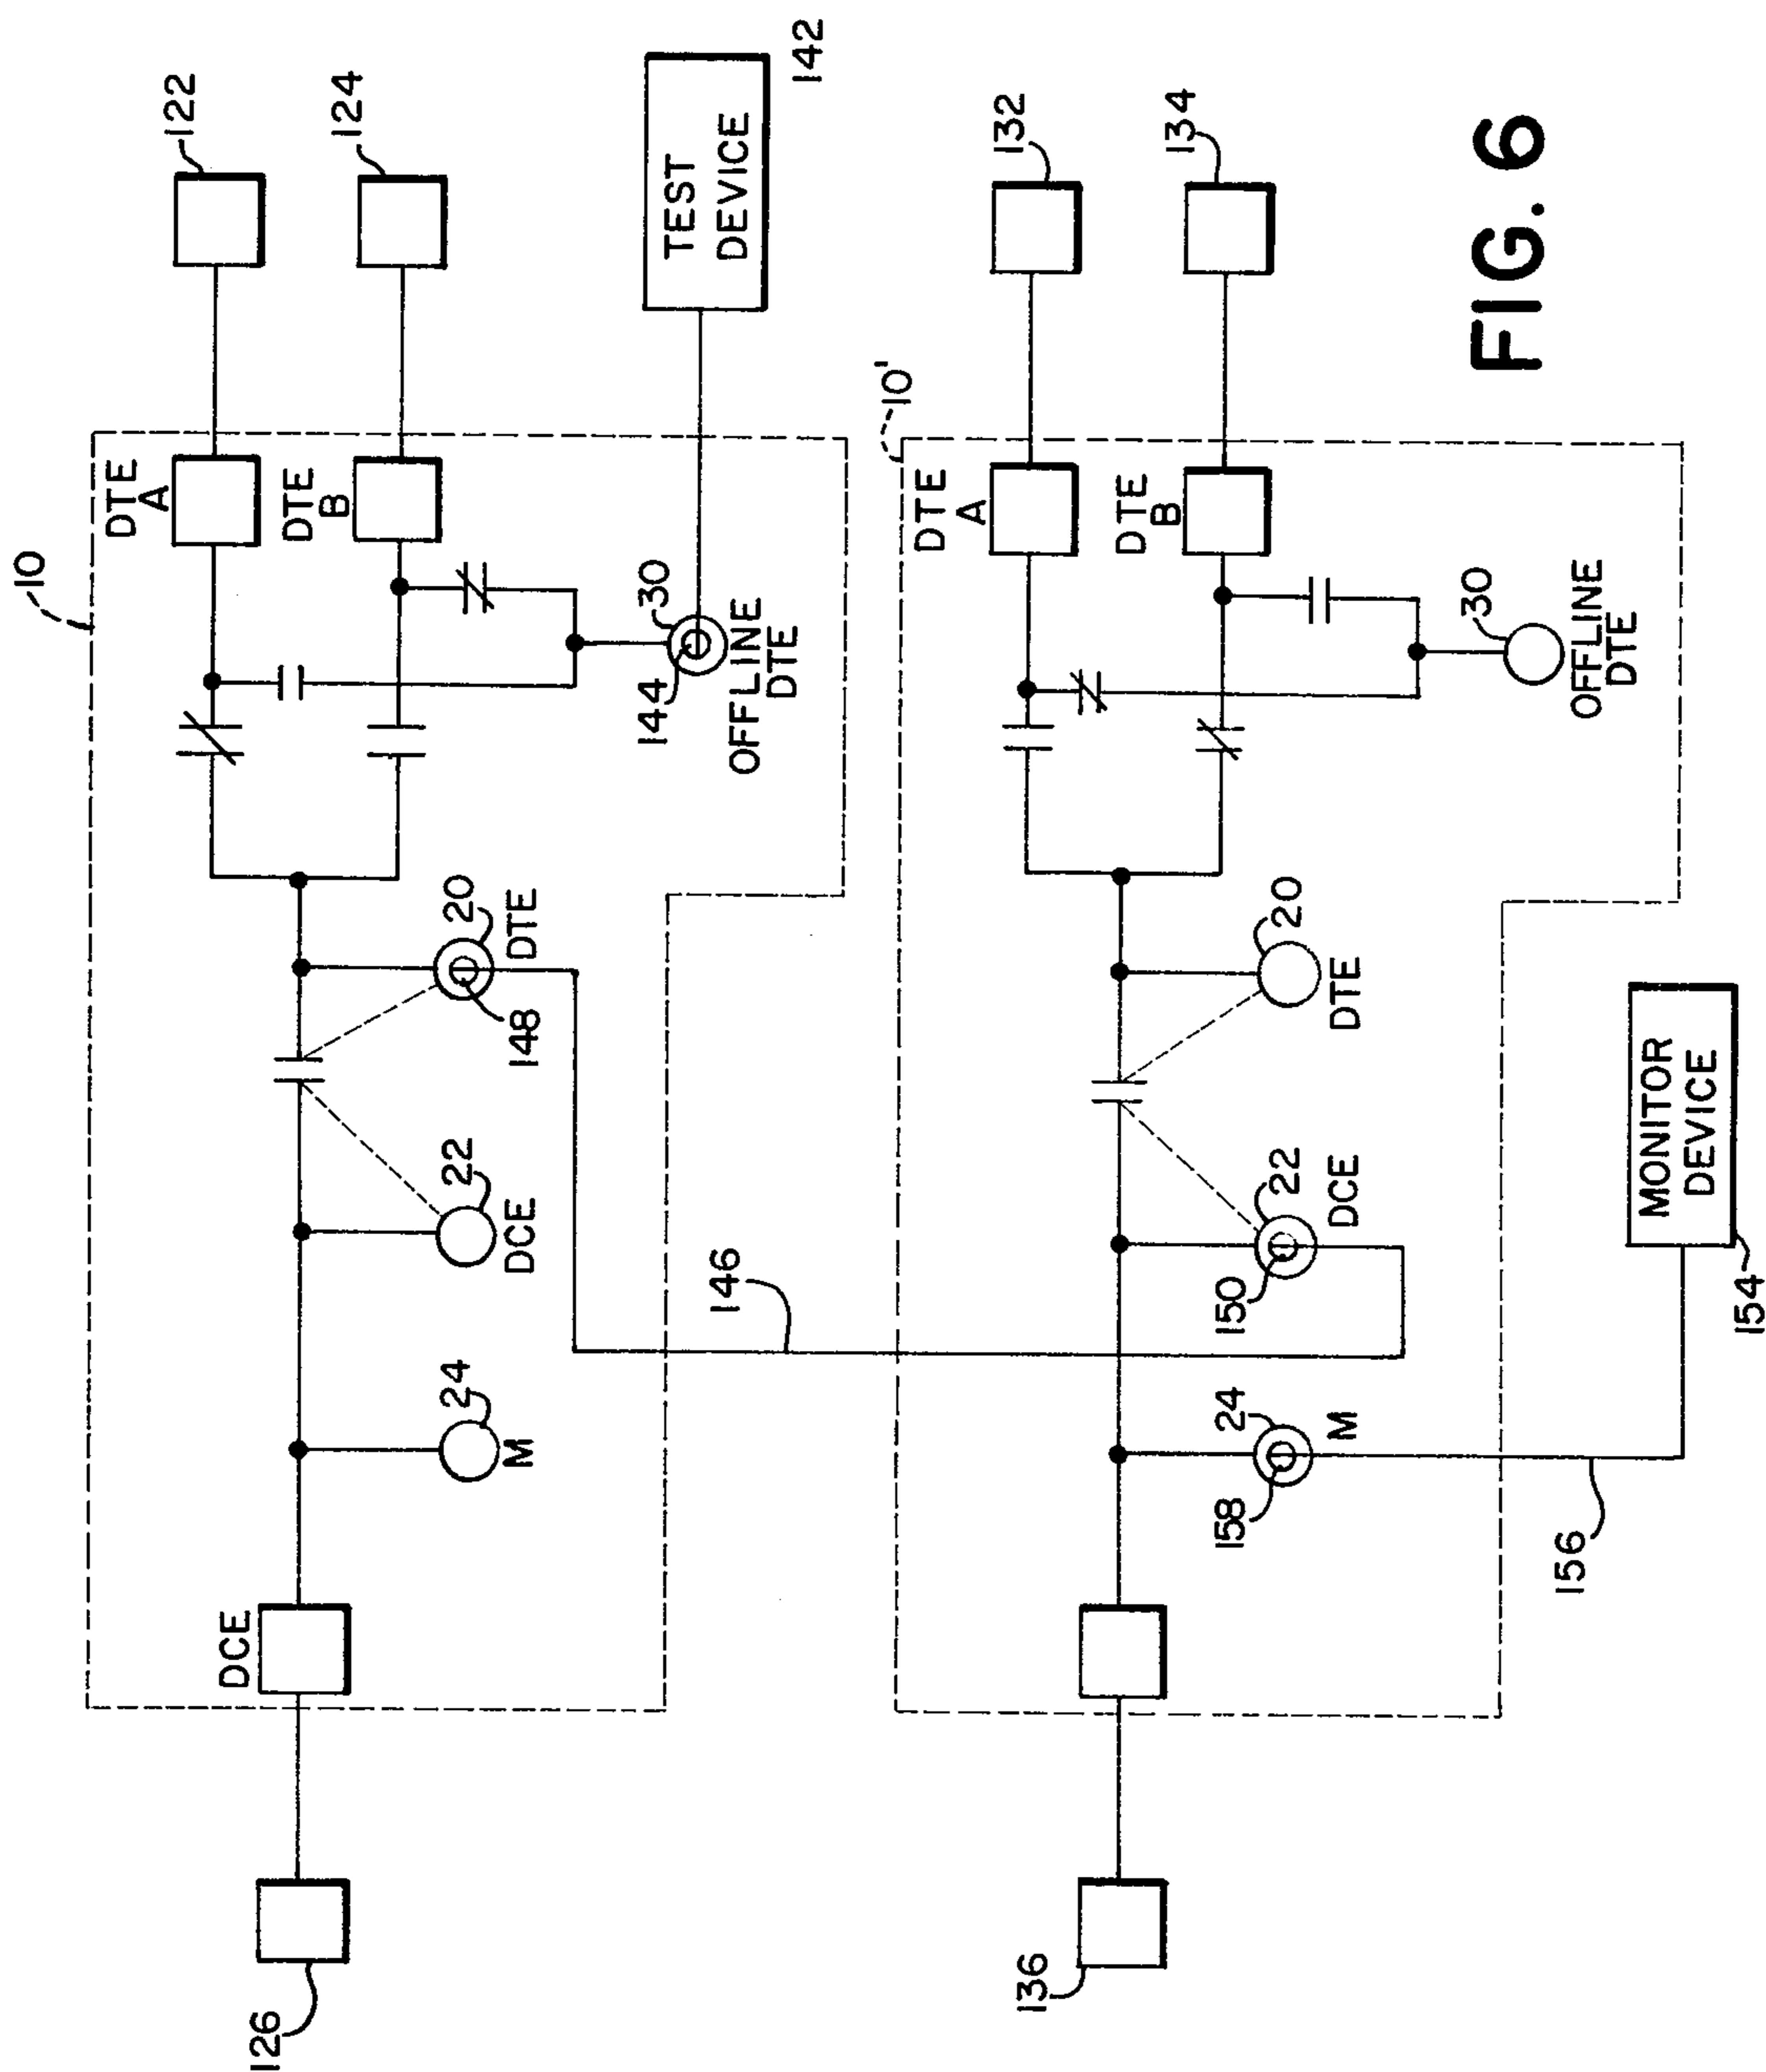 10
122
DTE
A
124
DTE
B
TEST
DEVICE
142
30
144
OFFLINE
DTE
20
DTE
148
22
DCE
24
M
DCE
126
146
10'
132
DTE
A
134
DTE
B
30
OFFLINE
DTE
20
DTE
22
DCE
150
24
M
158
MONITOR
DEVICE
154
156
136
FIG. 6